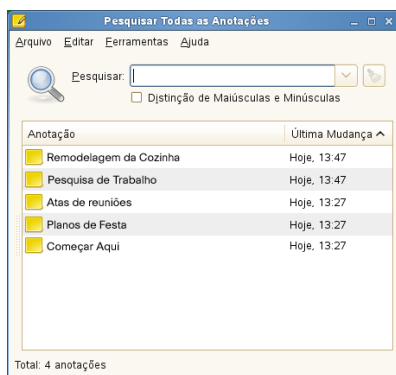 Pesquisar Todas as Anotações
Arquivo Editar Ferramentas Ajuda
Pesquisar:
Distinção de Maiúsculas e Minúsculas
Anotação Última Mudança
Remodelagem da Cozinha Hoje, 13:47
Pesquisa de Trabalho Hoje, 13:47
Atas de reuniões Hoje, 13:27
Planos de Festa Hoje, 13:27
Começar Aqui Hoje, 13:27
Total: 4 anotações